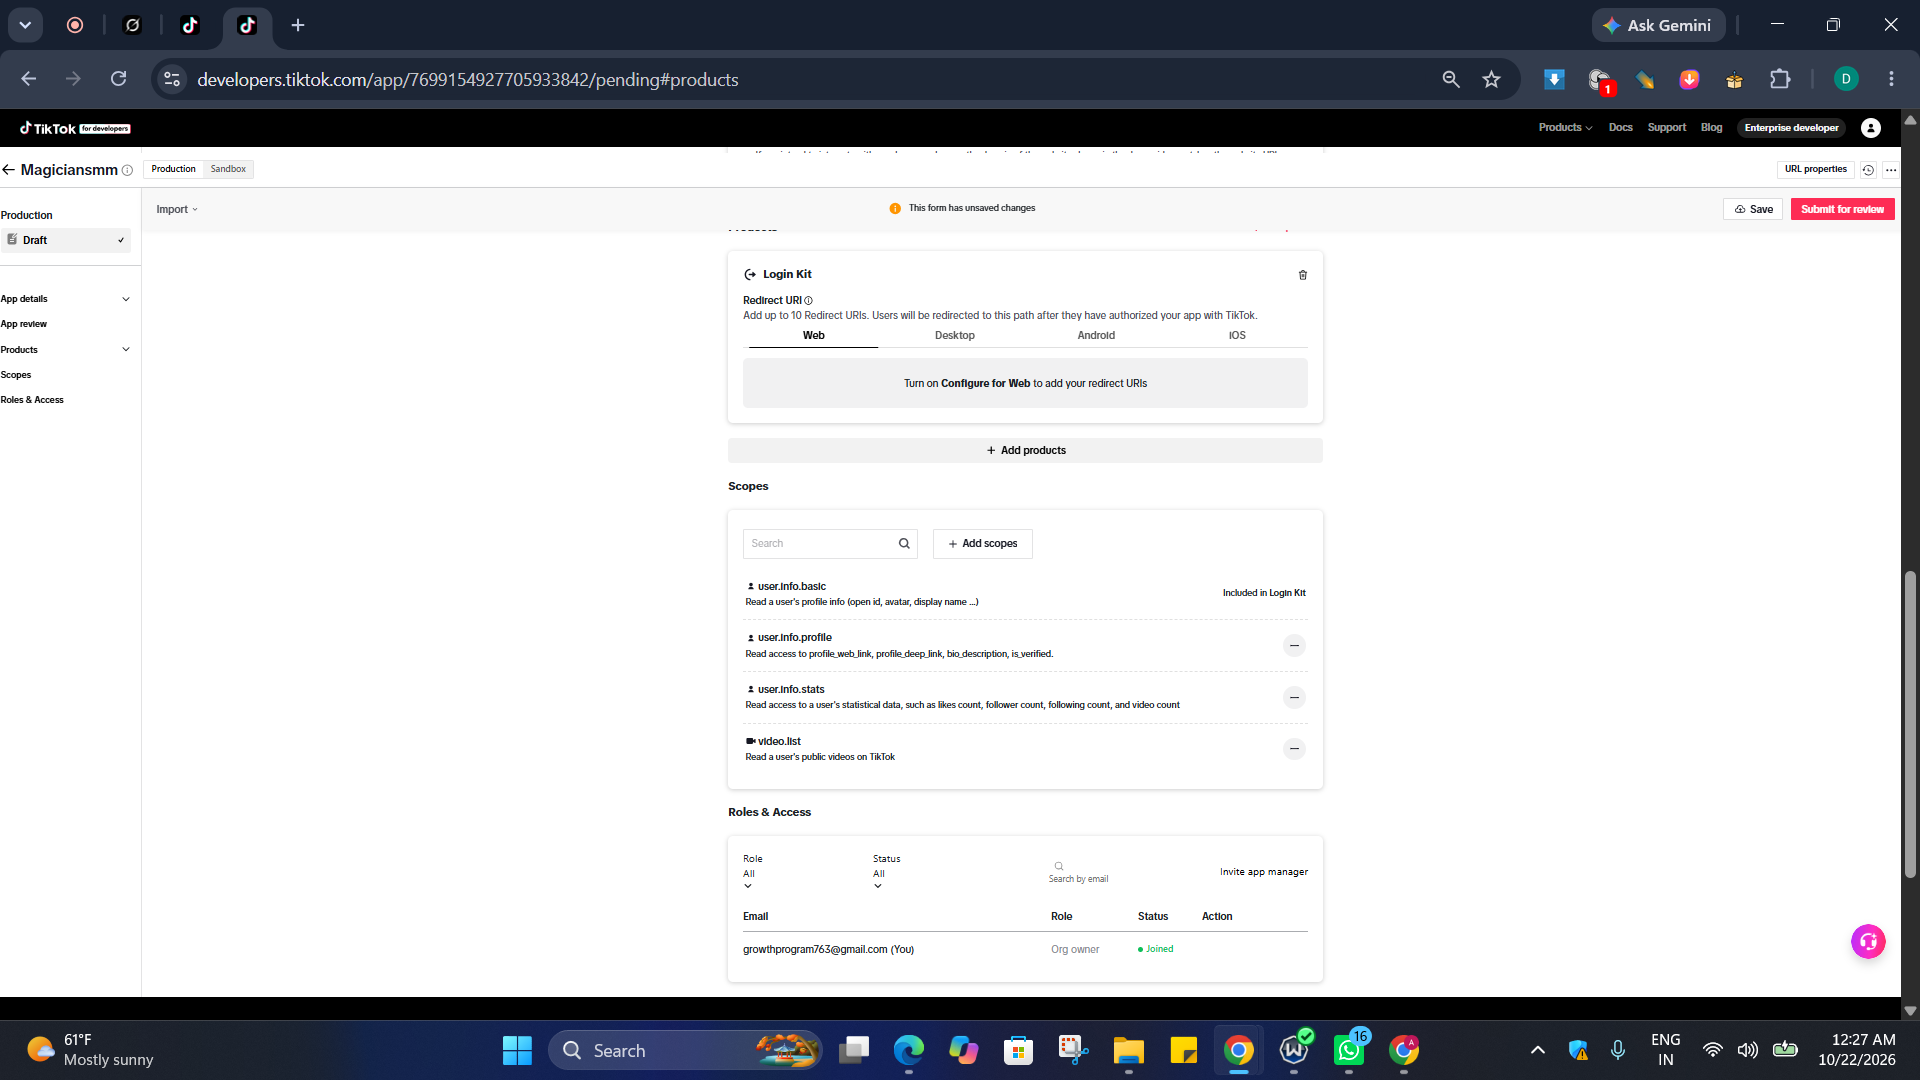 Ask Gemini
developers.tiktok.com/app/7699154927705933842/pending#products
1
D
TikTok for developers
Products
Docs
Support
Blog
Enterprise developer
Magiciansmm
Production
Sandbox
URL properties
Import
This form has unsaved changes
Save
Submit for review
Production
Draft
App details
App review
Products
Scopes
Roles & Access
Login Kit
Redirect URI
Add up to 10 Redirect URIs. Users will be redirected to this path after they have authorized your app with TikTok.
Web
Desktop
Android
iOS
Turn on Configure for Web to add your redirect URIs
+ Add products
Scopes
Search
+ Add scopes
user.info.basic
Read a user's profile info (open id, avatar, display name ...)
Included in Login Kit
user.info.profile
Read access to profile_web_link, profile_deep_link, bio_description, is_verified.
user.info.stats
Read access to a user's statistical data, such as likes count, follower count, following count, and video count
video.list
Read a user's public videos on TikTok
Roles & Access
Role
All
Status
All
Search by email
Invite app manager
Email
Role
Status
Action
growthprogram763@gmail.com (You)
Org owner
Joined
61°F
Mostly sunny
Search
16
A
ENG
IN
12:27 AM
10/22/2026